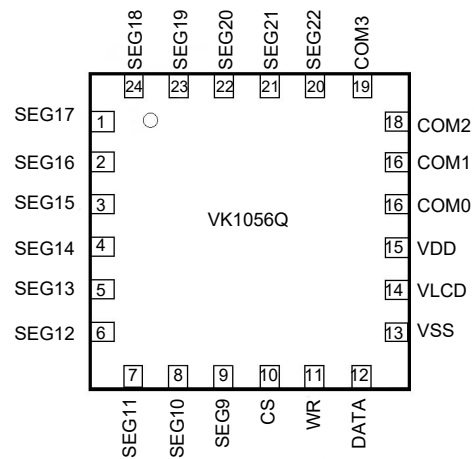 SEG18
SEG19
SEG20
SEG21
SEG22
COM3
24
23
22
21
20
19
SEG17
1
18
COM2
SEG16
2
16
COM1
SEG15
3
16
COM0
VK1056Q
SEG14
4
15
VDD
SEG13
5
14
VLCD
SEG12
6
13
VSS
7
8
9
10
11
12
SEG11
SEG10
SEG9
CS
WR
DATA